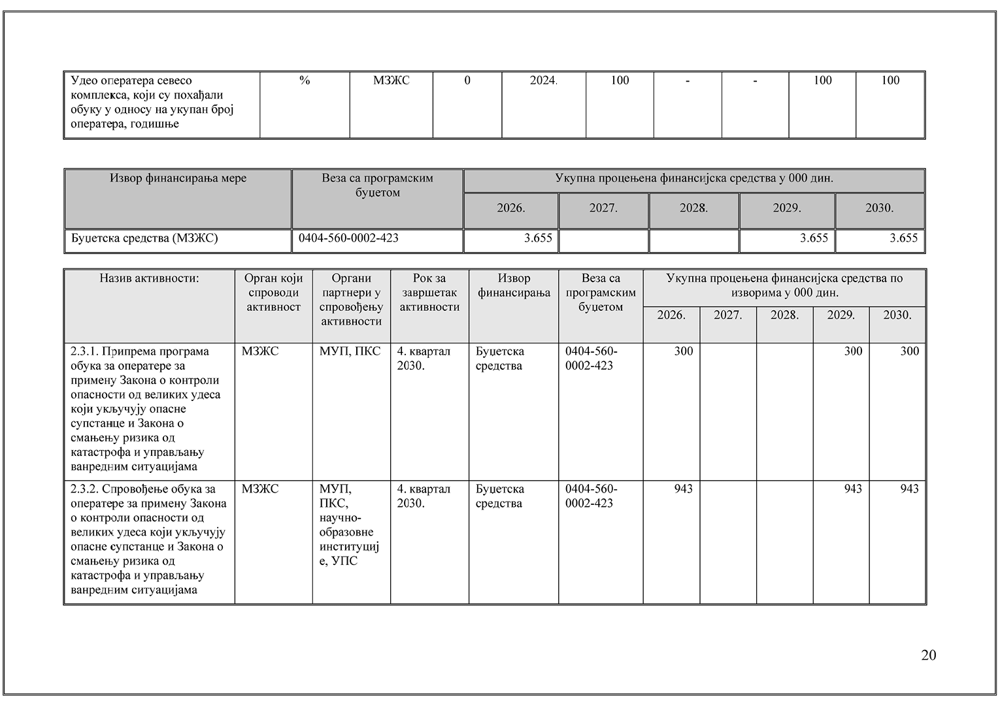 Удео оператера севесо
комплекса, који су похађали
обуку у односу на укупан број
оператера, годишње
%
МЗЖС
0
2024.
100
-
-
100
100
Извор финансирања мере
Веза са програмским
буџетом
Укупна процењена финансијска средства у 000 дин.
2026.
2027.
2028.
2029.
2030.
Буџетска средства (МЗЖС)
0404-560-0002-423
3.655
3.655
3.655
Назив активности:
Орган који
спроводи
активност
Органи
партнери у
спровођењу
активности
Рок за
завршетак
активности
Извор
финансирања
Веза са
програмским
буџетом
Укупна процењена финансијска средства по
изворима у 000 дин.
2026.
2027.
2028.
2029.
2030.
2.3.1. Припрема програма
обука за оператере за
примену Закона о контроли
опасности од великих удеса
који укључују опасне
супстанце и Закона о
смањењу ризика од
катастрофа и управљању
ванредним ситуацијама
МЗЖС
МУП, ПКС
4. квартал
2030.
Буџетска
средства
0404-560-
0002-423
300
300
300
2.3.2. Спровођење обука за
оператере за примену Закона
о контроли опасности од
великих удеса који укључују
опасне супстанце и Закона о
смањењу ризика од
катастрофа и управљању
ванредним ситуацијама
МЗЖС
МУП,
ПКС,
научно-
образовне
институциј
е, УПС
4. квартал
2030.
Буџетска
средства
0404-560-
0002-423
943
943
943
20